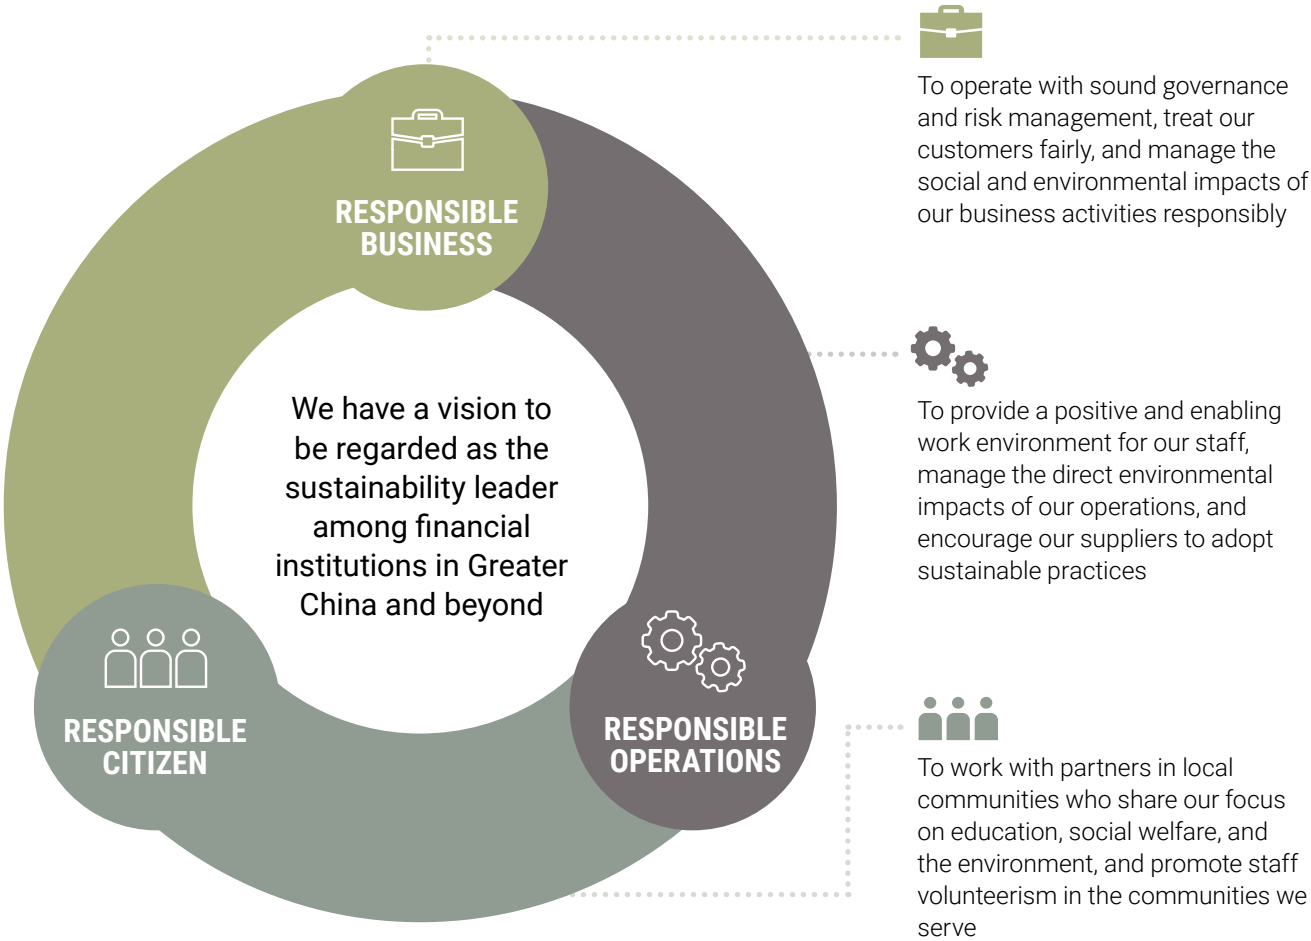 RESPONSIBLE
BUSINESS
We have a vision to
be regarded as the
sustainability leader
among financial
institutions in Greater
China and beyond
RESPONSIBLE
CITIZEN
RESPONSIBLE
OPERATIONS
To operate with sound governance
and risk management, treat our
customers fairly, and manage the
social and environmental impacts of
our business activities responsibly
To provide a positive and enabling
work environment for our staff,
manage the direct environmental
impacts of our operations, and
encourage our suppliers to adopt
sustainable practices
To work with partners in local
communities who share our focus
on education, social welfare, and
the environment, and promote staff
volunteerism in the communities we
serve